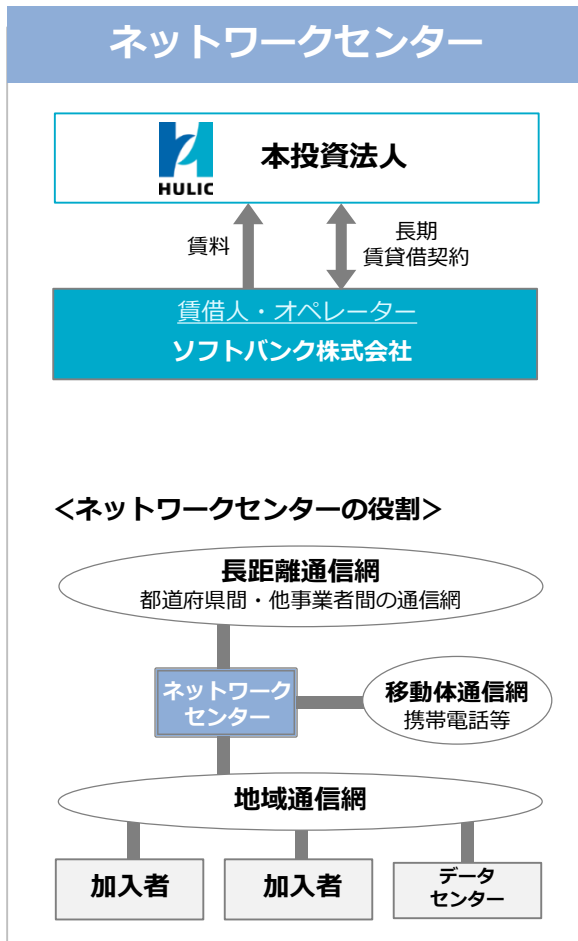 ネットワークセンター
HULIC
本投資法人
賃料
長期
賃貸借契約
賃借人・オペレーター
ソフトバンク株式会社
＜ネットワークセンターの役割＞
長距離通信網
都道府県間・他事業者間の通信網
ネットワーク
センター
移動体通信網
携帯電話等
地域通信網
加入者
加入者
データ
センター